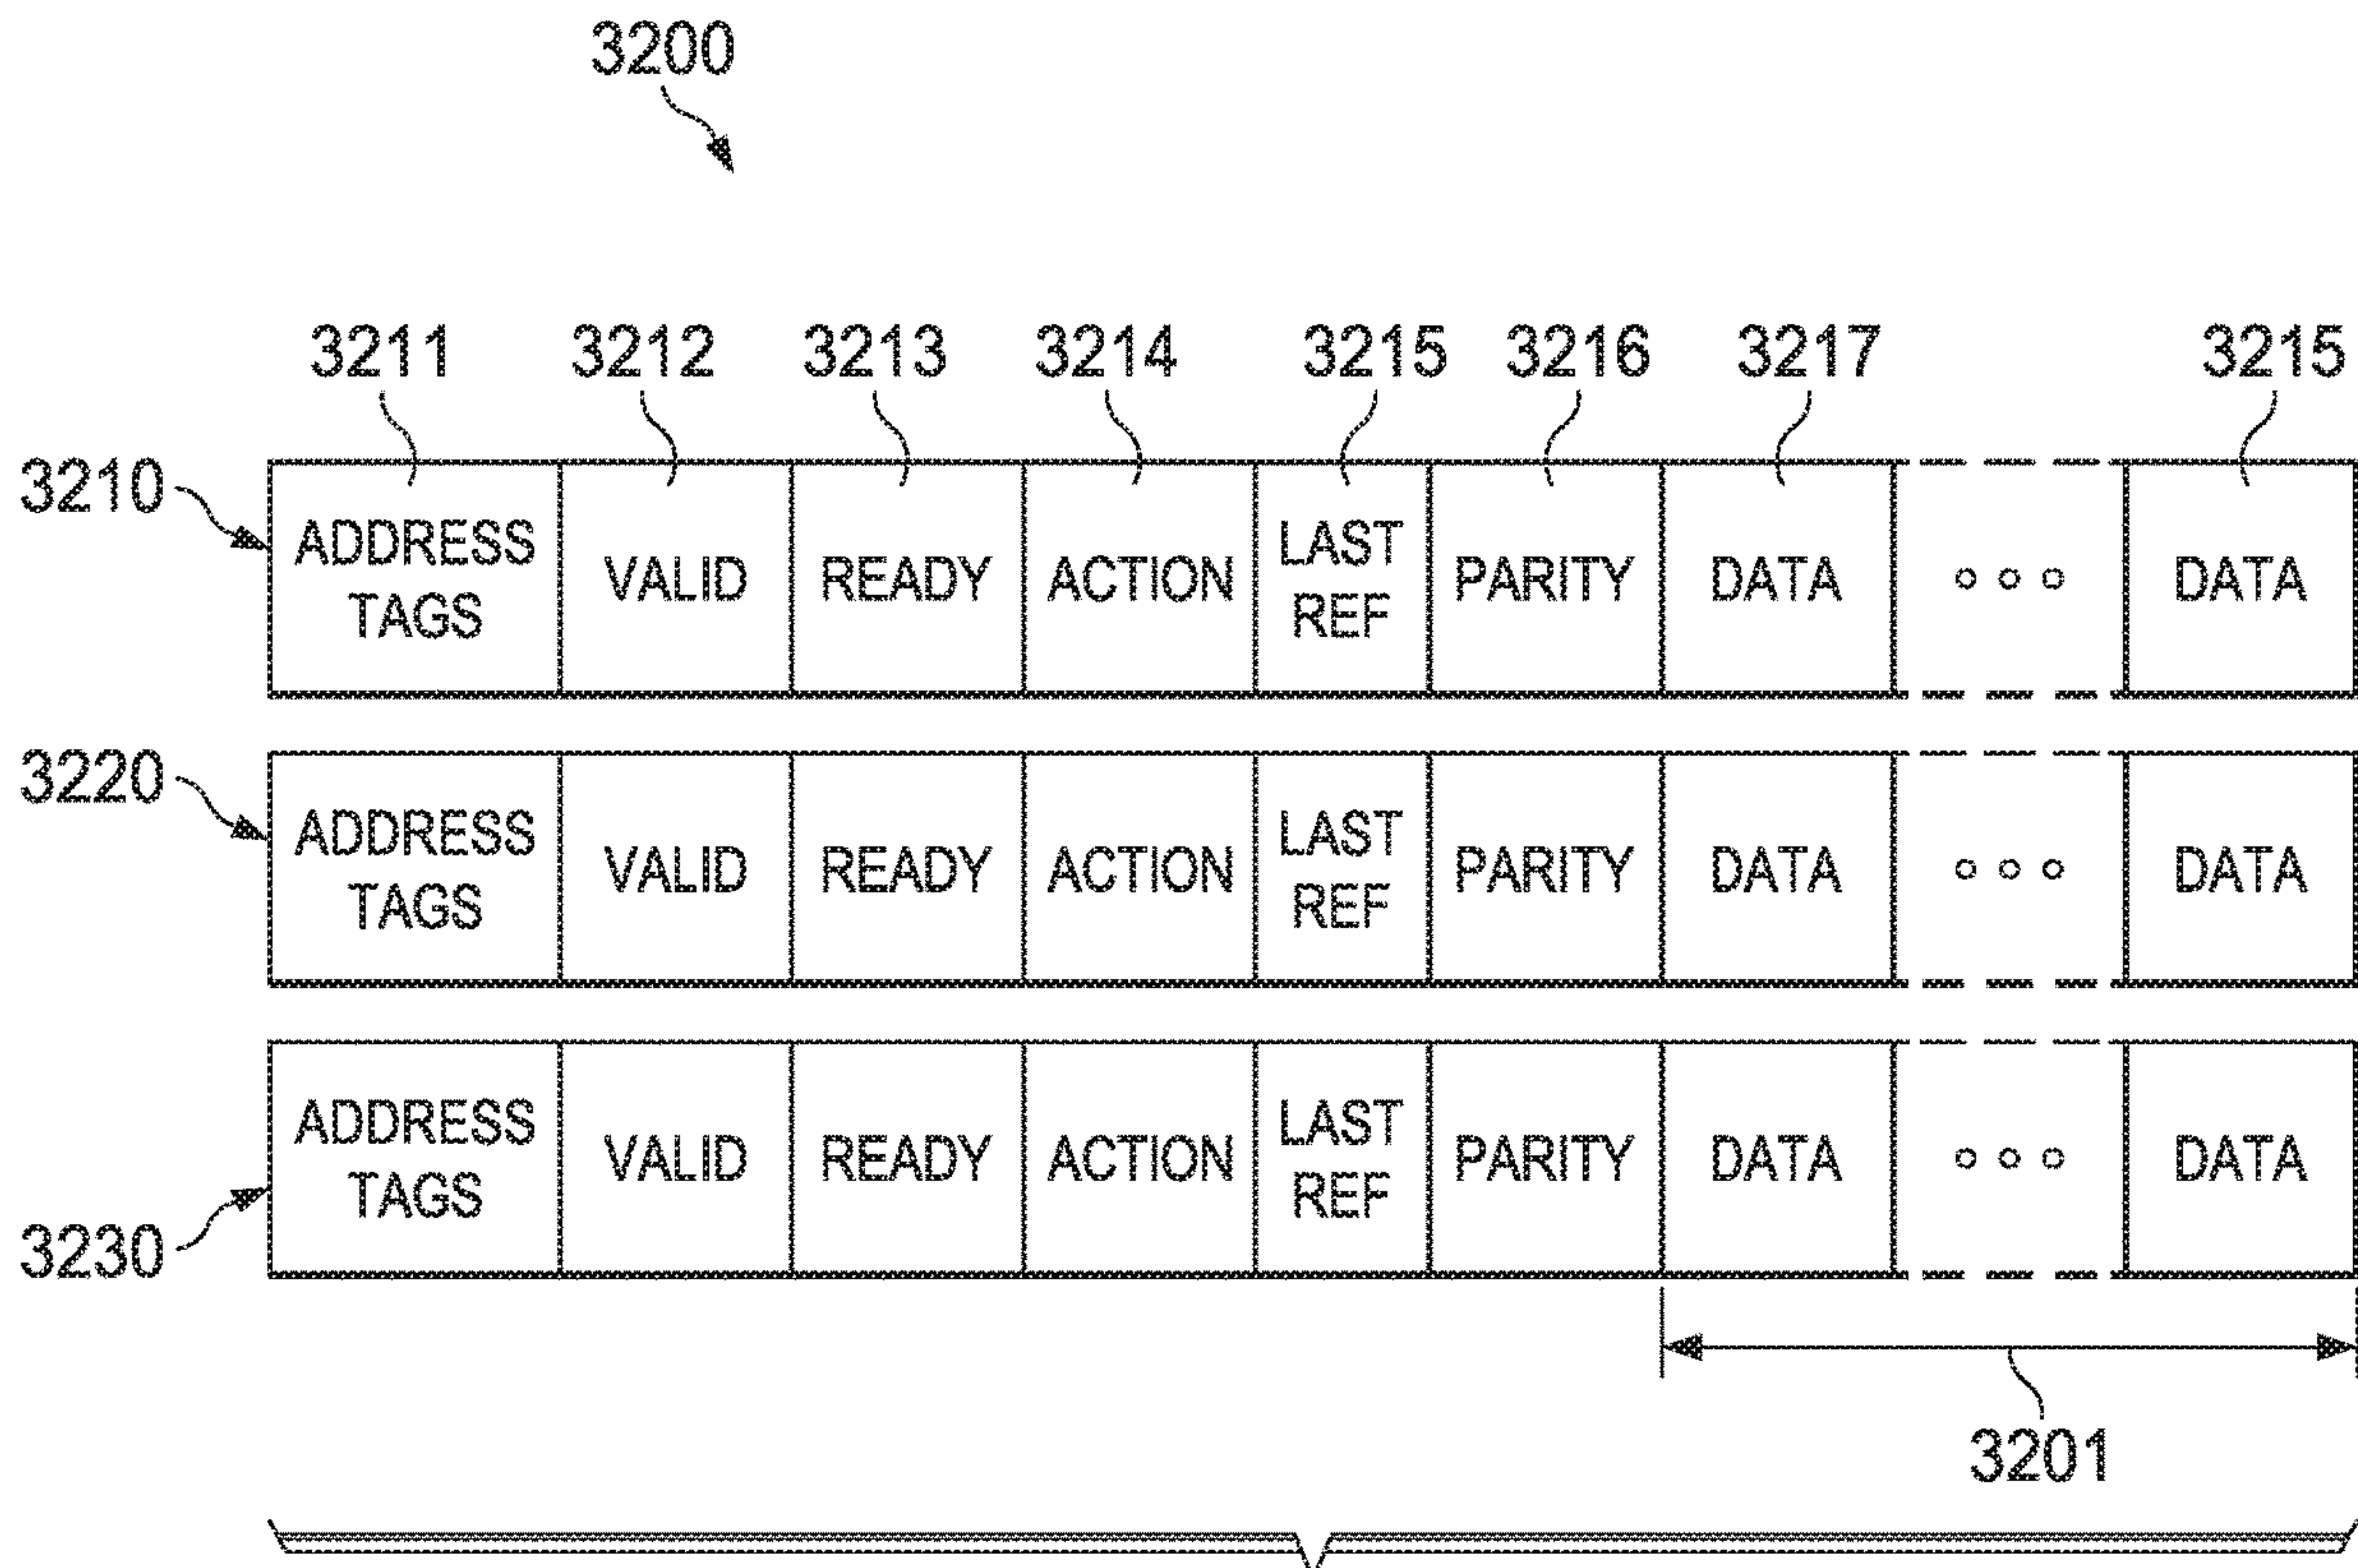 3200
3211 3212 3213 3214 3215 3216 3217 3215
3210
ADDRESS TAGS VALID READY ACTION LAST REF PARITY DATA DATA
3220
ADDRESS TAGS VALID READY ACTION LAST REF PARITY DATA DATA
3230
ADDRESS TAGS VALID READY ACTION LAST REF PARITY DATA DATA
3201